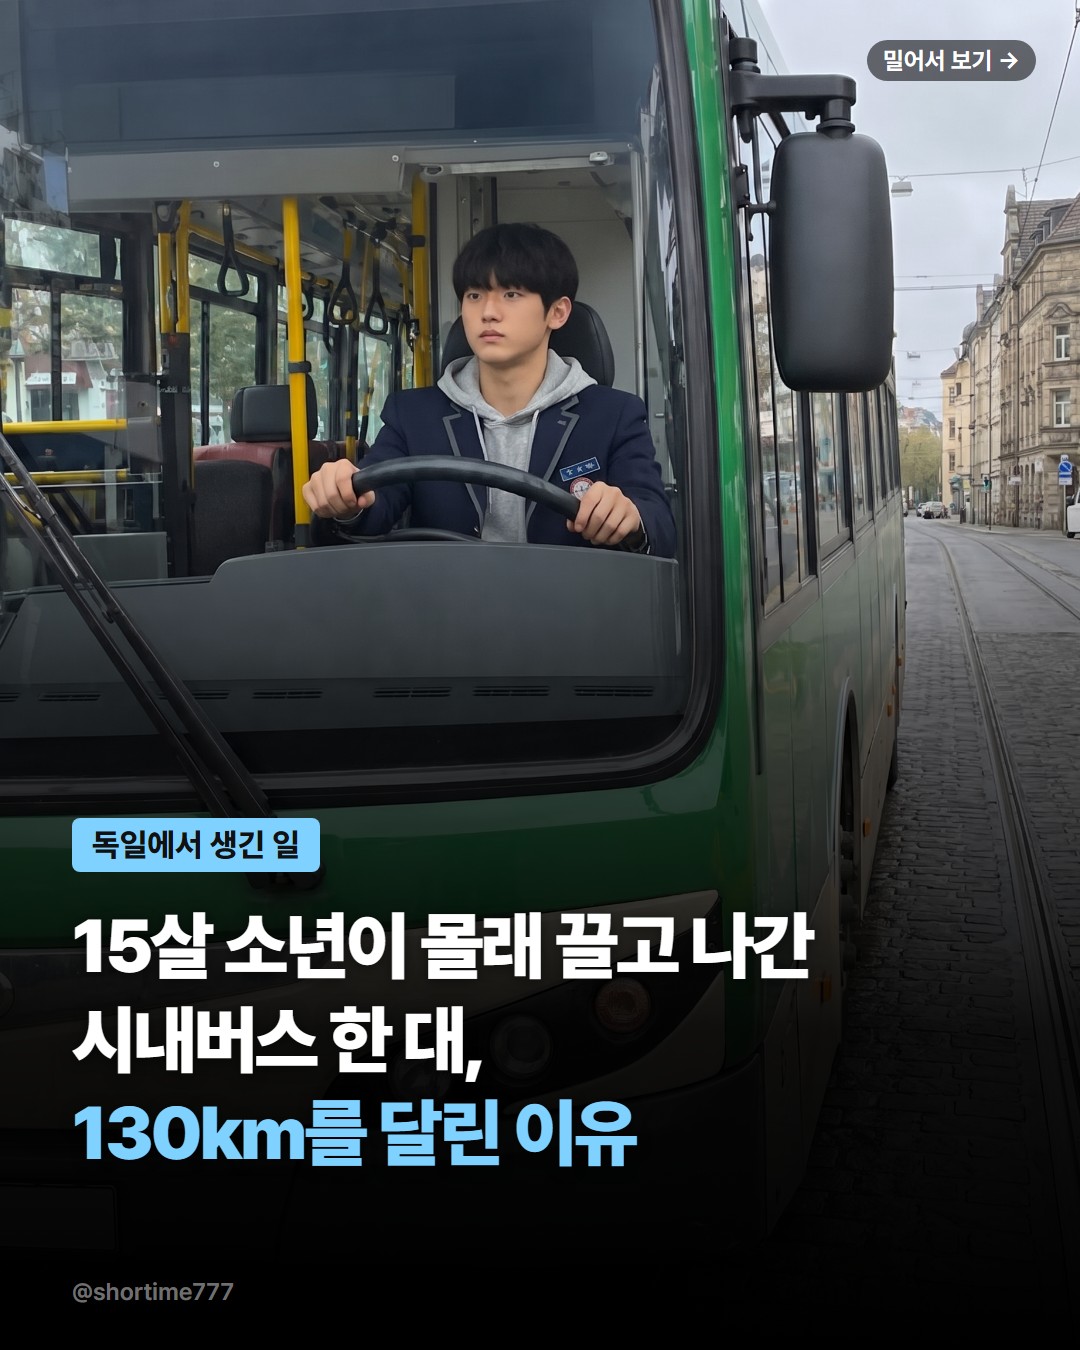 밀어서 보기 →
독일에서 생긴 일
15살 소년이 몰래 끌고 나간
시내버스 한 대,
130km를 달린 이유
@shortime777